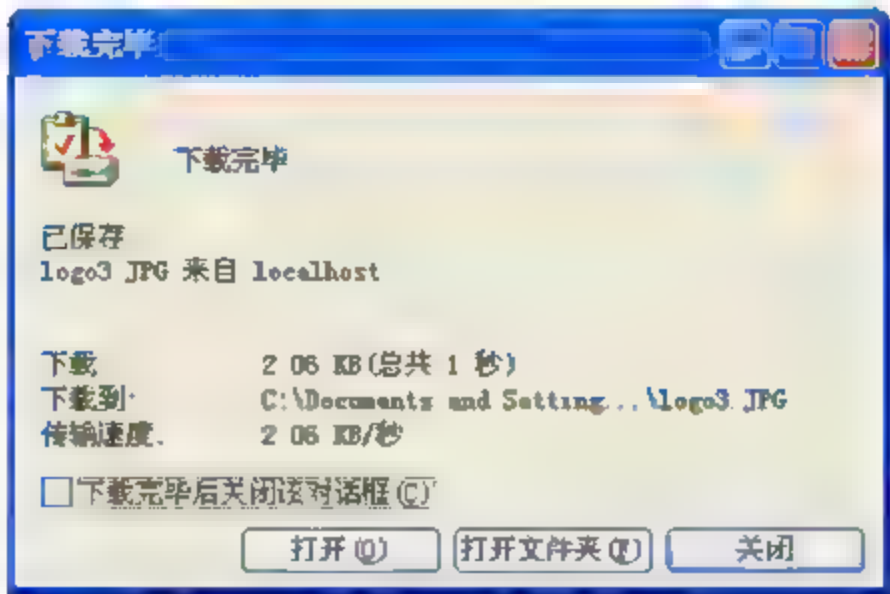 下载完毕
下载完毕
已保存
logo3 JPG 来自 localhost
下载: 2 06 KB(总共 1 秒)
下载到: C:\Documents and Setting...\logo3 JPG
传输速度: 2 06 KB/秒
下载完毕后关闭该对话框(C)
打开(O) 打开文件夹(F) 关闭